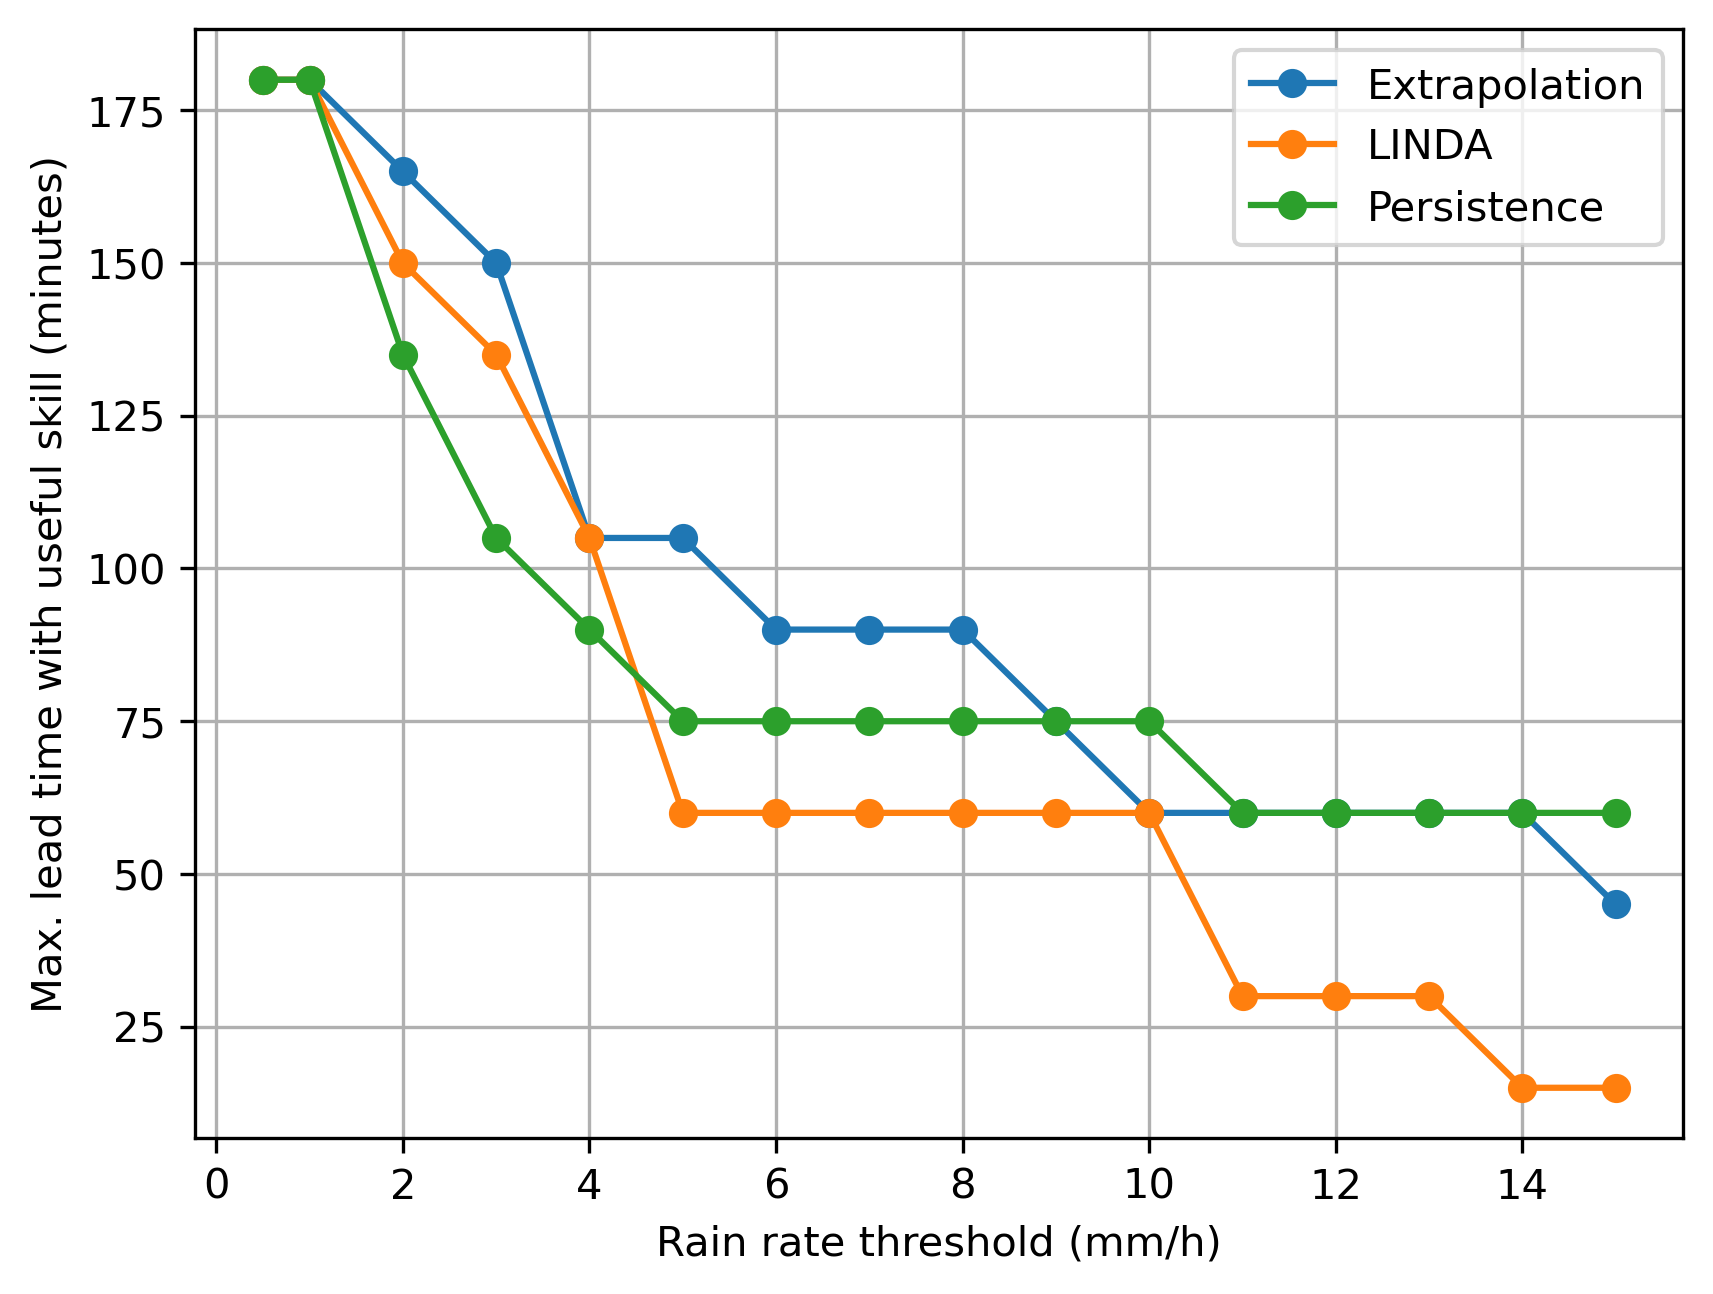 Extrapolation
LINDA
Persistence
175
150
125
100
75
50
25
0 2 4 6 8 10 12 14
Max. lead time with useful skill (minutes)
Rain rate threshold (mm/h)